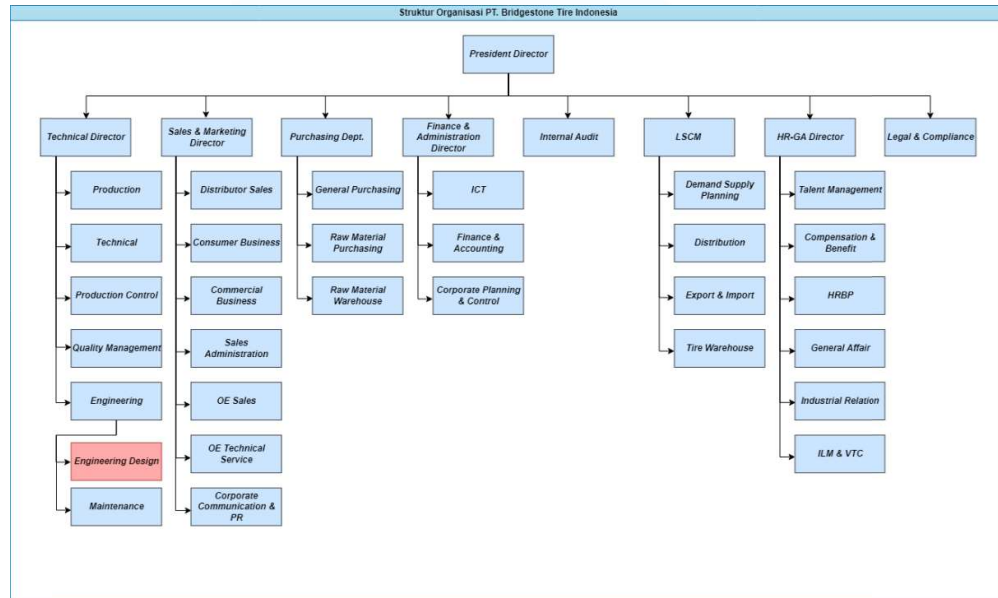 Struktur Organisasi PT. Bridgestone Tire Indonesia
President Director
Technical Director
Sales & Marketing
Director
Purchasing Dept.
Finance &
Administration
Director
Internal Audit
LSCM
HR-GA Director
Legal & Compliance
Production
Technical
Production Control
Quality Management
Engineering
Engineering Design
Maintenance
Distributor Sales
Consumer Business
Commercial
Business
Sales
Administration
OE Sales
OE Technical
Service
Corporate
Communication &
PR
General Purchasing
Raw Material
Purchasing
Raw Material
Warehouse
ICT
Finance &
Accounting
Corporate Planning
& Control
Demand Supply
Planning
Distribution
Export & Import
Tire Warehouse
Talent Management
Compensation &
Benefit
HRBP
General Affair
Industrial Relation
ILM & VTC